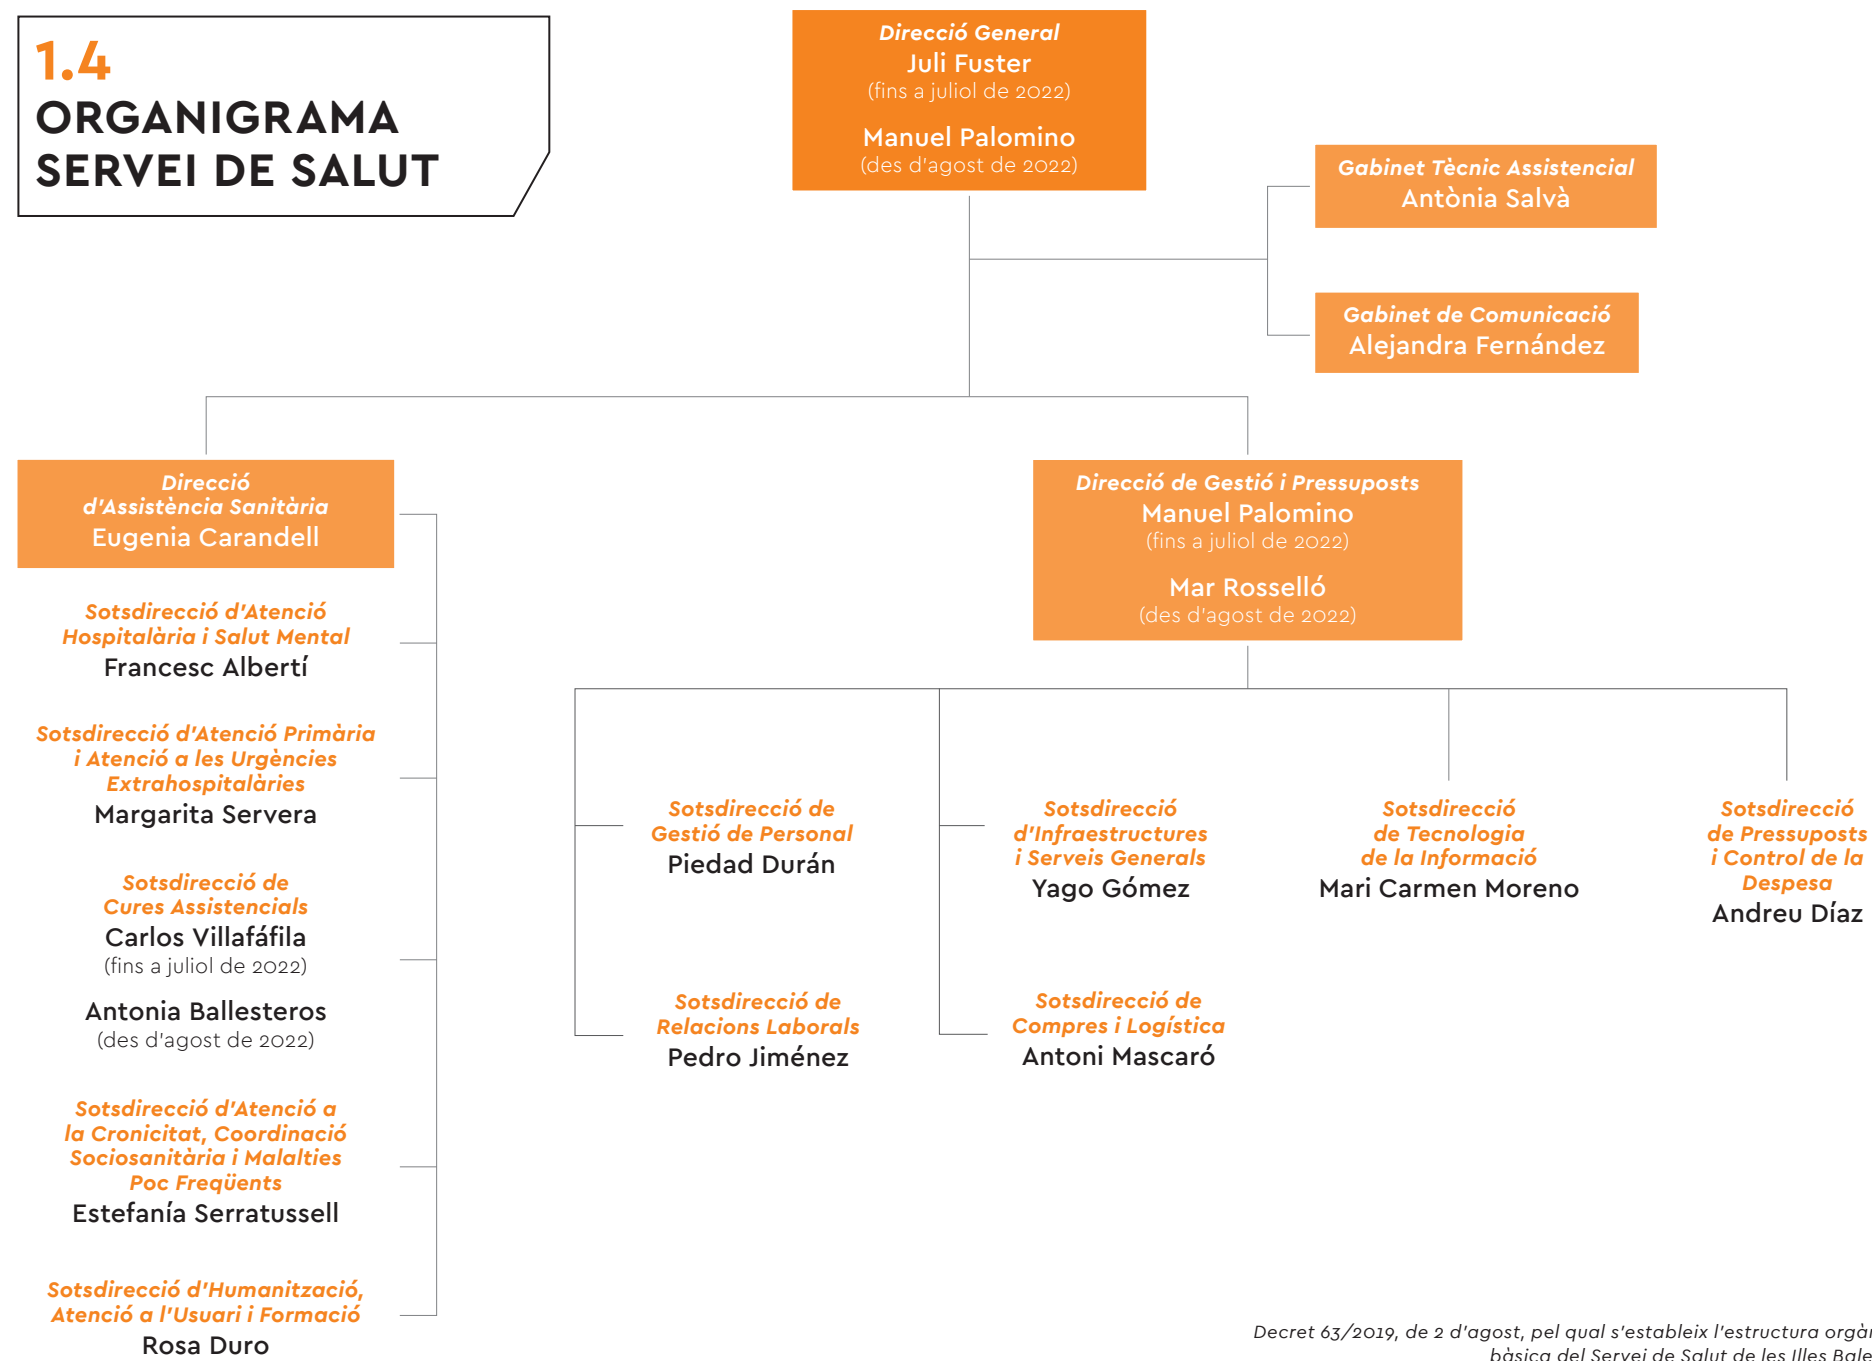 1.4
ORGANIGRAMA
SERVEI DE SALUT
Direcció General
Juli Fuster
(fins a juliol de 2022)
Manuel Palomino
(des d'agost de 2022)
Gabinet Tècnic Assistencial
Antònia Salvà
Gabinet de Comunicació
Alejandra Fernández
Direcció
d'Assistència Sanitària
Eugenia Carandell
Sotsdirecció d'Atenció
Hospitalària i Salut Mental
Francesc Albertí
Sotsdirecció d'Atenció Primària
i Atenció a les Urgències
Extrahospitalàries
Margarita Servera
Sotsdirecció de
Cures Assistencials
Carlos Villafáfila
(fins a juliol de 2022)
Antonia Ballesteros
(des d'agost de 2022)
Sotsdirecció d'Atenció a
la Cronicitat, Coordinació
Sociosanitària i Malalties
Poc Freqüents
Estefanía Serratussell
Sotsdirecció d'Humanització,
Atenció a l'Usuari i Formació
Rosa Duro
Direcció de Gestió i Pressuposts
Manuel Palomino
(fins a juliol de 2022)
Mar Rosselló
(des d'agost de 2022)
Sotsdirecció de
Gestió de Personal
Piedad Durán
Sotsdirecció de
Relacions Laborals
Pedro Jiménez
Sotsdirecció
d'Infraestructures
i Serveis Generals
Yago Gómez
Sotsdirecció de
Compres i Logística
Antoni Mascaró
Sotsdirecció
de Tecnologia
de la Informació
Mari Carmen Moreno
Sotsdirecció
de Pressuposts
i Control de la
Despesa
Andreu Díaz
Decret 63/2019, de 2 d'agost, pel qual s'estableix l'estructura
bàsica del Servei de Salut de les Illes